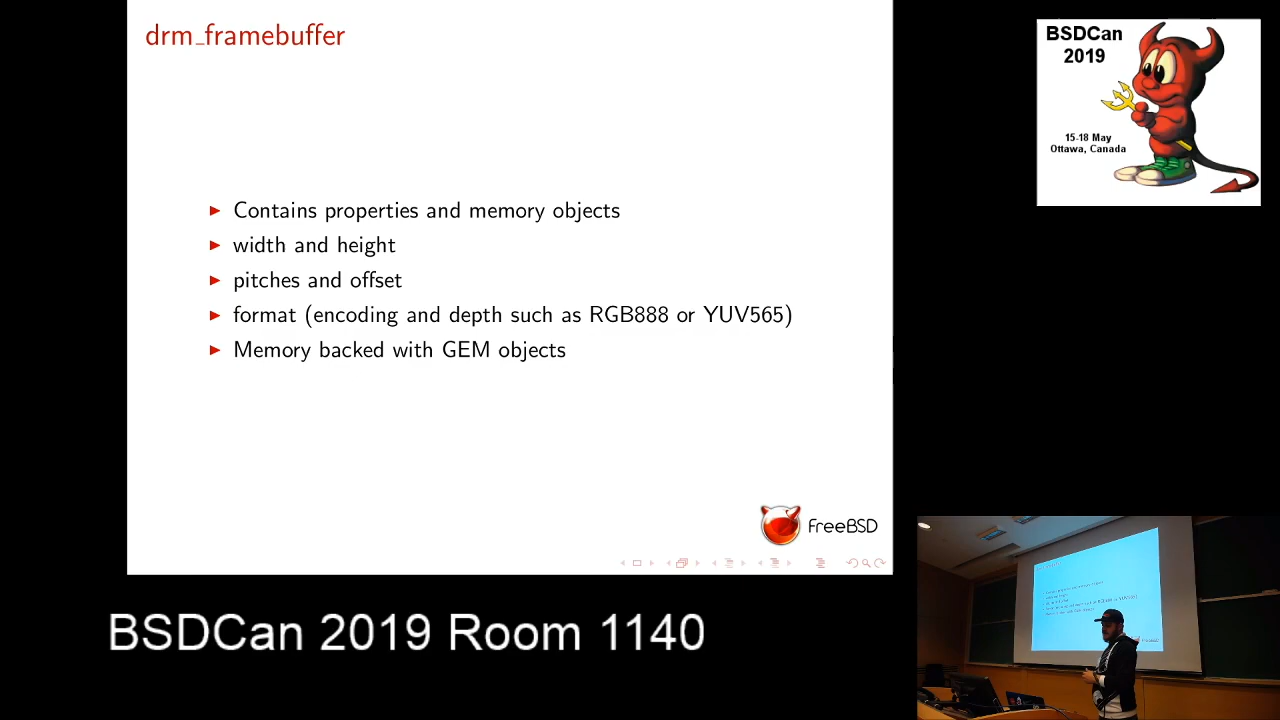 drm_framebuffer
Contains properties and memory objects
width and height
pitches and offset
format (encoding and depth such as RGB888 or YUV565)
Memory backed with GEM objects
FreeBSD
BSDCan
2019
15-18 May
Ottawa, Canada
BSDCan 2019 Room 1140